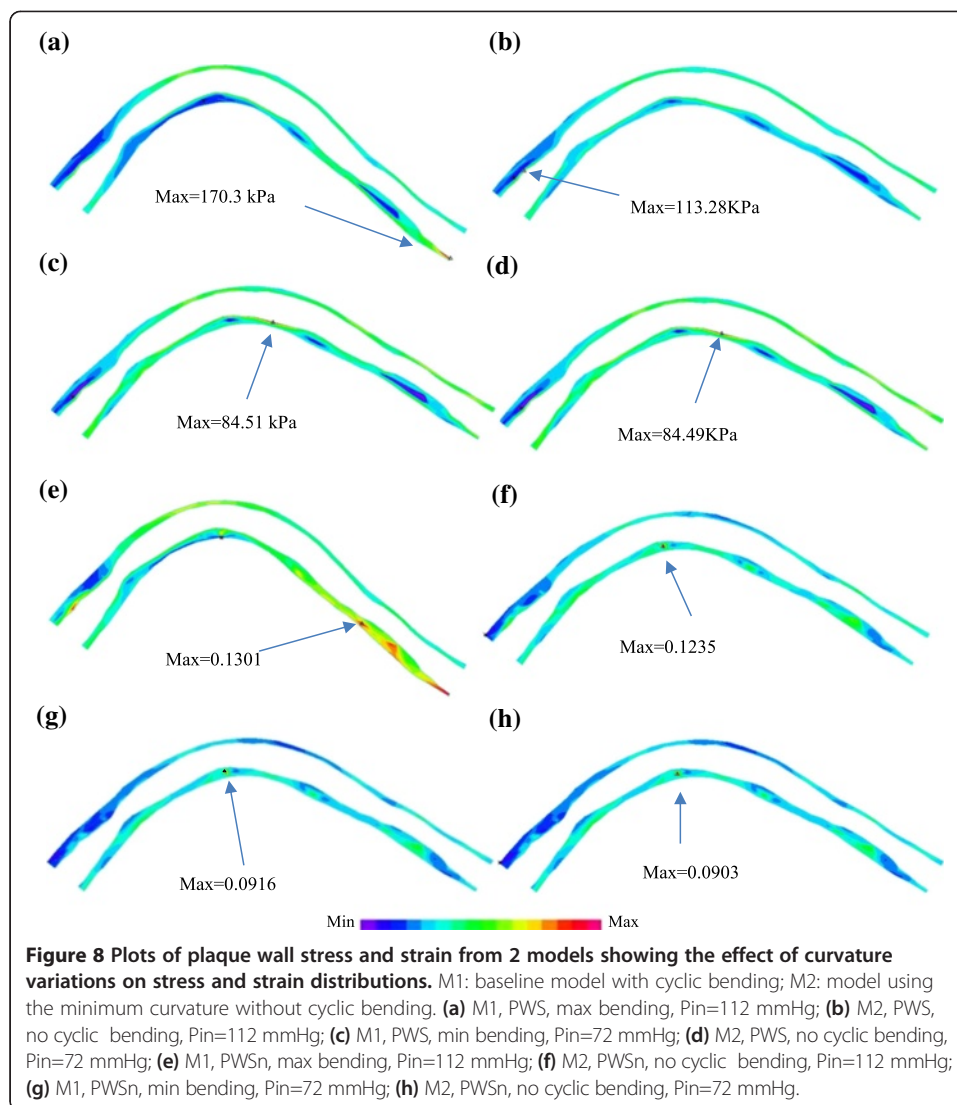 (a) (b)
Max=170.3 kPa
Max=113.28KPa
(c) (d)
Max=84.51 kPa
Max=84.49KPa
(e) (f)
Max=0.1301
Max=0.1235
(g) (h)
Max=0.0916
Max=0.0903
Min Max
Figure 8 Plots of plaque wall stress and strain from 2 models showing the effect of curvature
variations on stress and strain distributions. M1: baseline model with cyclic bending; M2: model using
the minimum curvature without cyclic bending. (a) M1, PWS, max bending, Pin=112 mmHg; (b) M2, PWS,
no cyclic bending, Pin=112 mmHg; (c) M1, PWS, min bending, Pin=72 mmHg; (d) M2, PWS, no cyclic bending,
Pin=72 mmHg; (e) M1, PWSn, max bending, Pin=112 mmHg; (f) M2, PWSn, no cyclic bending, Pin=112 mmHg;
(g) M1, PWSn, min bending, Pin=72 mmHg; (h) M2, PWSn, no cyclic bending, Pin=72 mmHg.